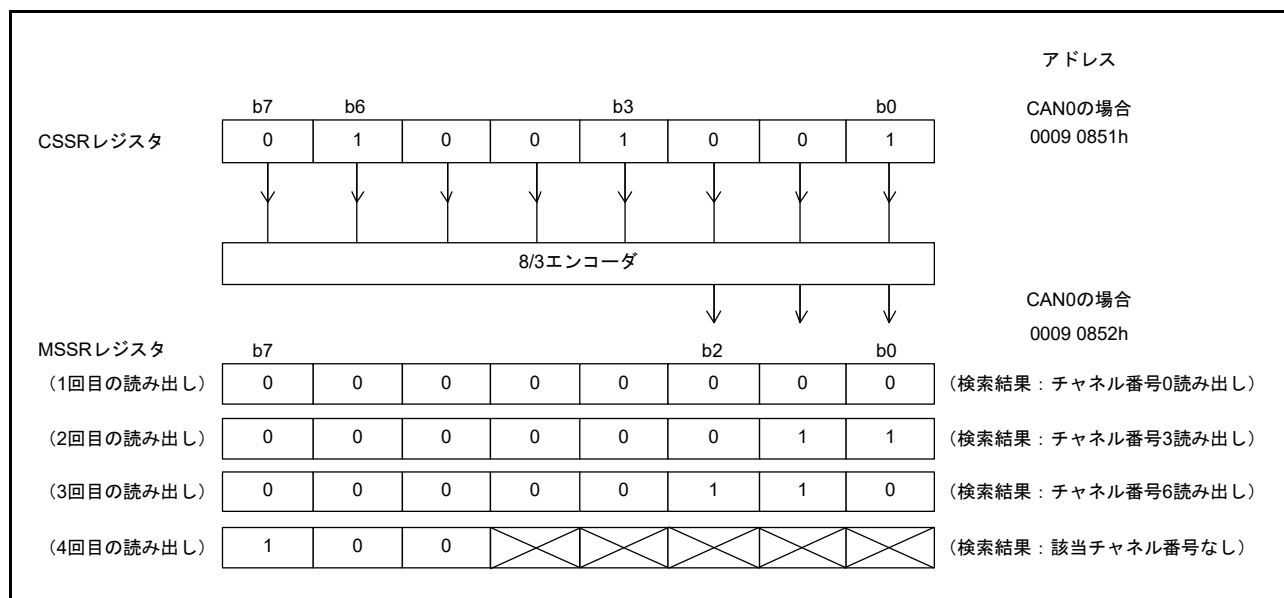 アドレス
b7 b6 b3 b0 CAN0の場合
CSSRレジスタ 0 1 0 0 1 0 0 1 0009 0851h
8/3エンコーダ
CAN0の場合
0009 0852h
MSSRレジスタ b7 b2 b0
（1回目の読み出し） 0 0 0 0 0 0 0 0 （検索結果：チャネル番号0読み出し）
（2回目の読み出し） 0 0 0 0 0 0 1 1 （検索結果：チャネル番号3読み出し）
（3回目の読み出し） 0 0 0 0 0 1 1 0 （検索結果：チャネル番号6読み出し）
（4回目の読み出し） 1 0 0 （検索結果：該当チャネル番号なし）